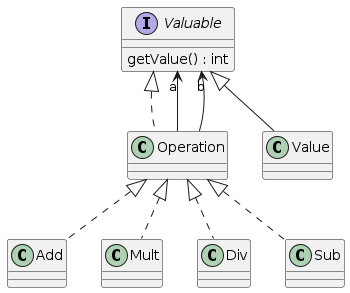 I Valuable
getValue() : int
a b
C Operation
C Value
C Add
C Mult
C Div
C Sub